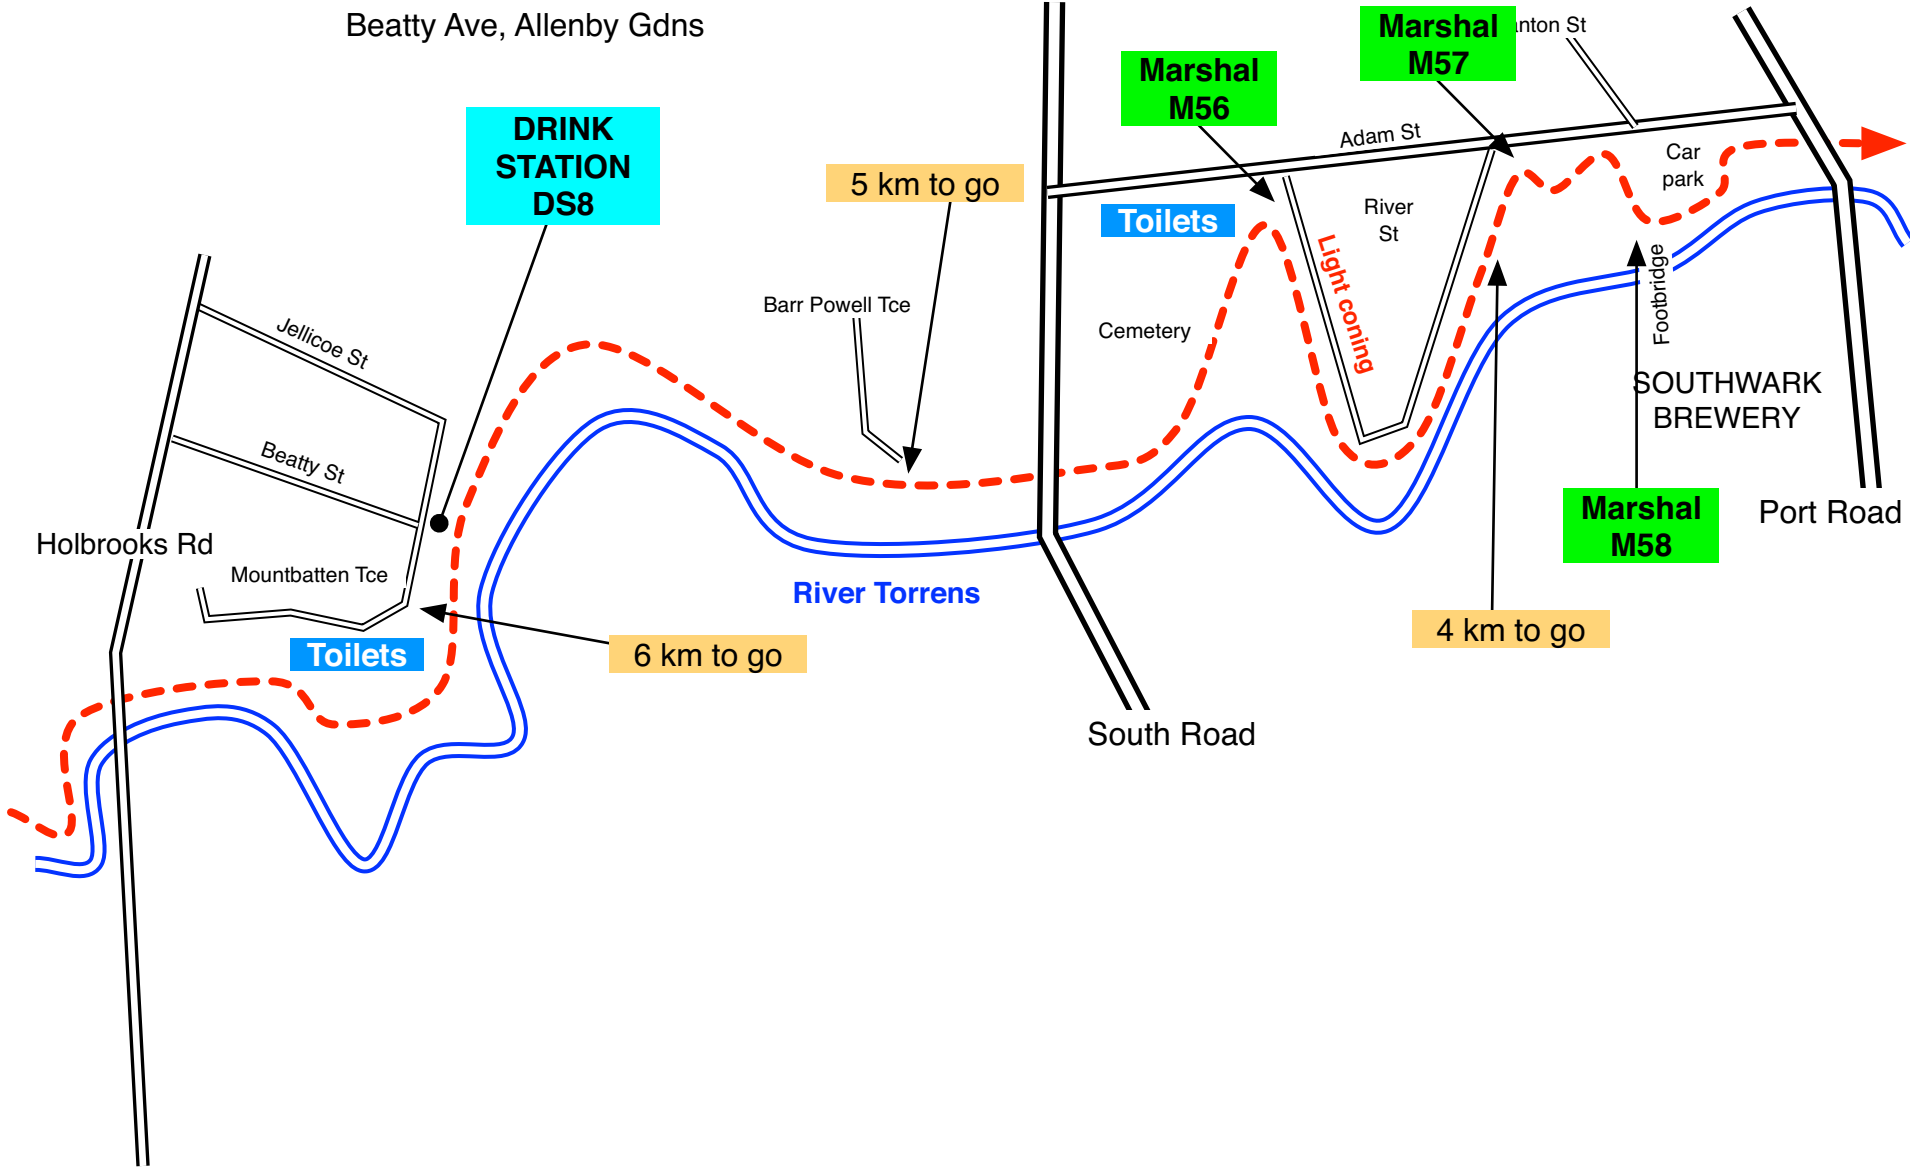 Beatty Ave, Allenby Gdns
Marshal
M57
anton St
Marshal
M56
DRINK
STATION
DS8
Adam St
Car
park
5 km to go
Toilets
River
St
Light coning
Footbridge
Barr Powell Tce
Cemetery
Jellicoe St
SOUTHWARK
BREWERY
Beatty St
Port Road
Marshal
M58
Holbrooks Rd
Mountbatten Tce
River Torrens
4 km to go
Toilets
6 km to go
South Road